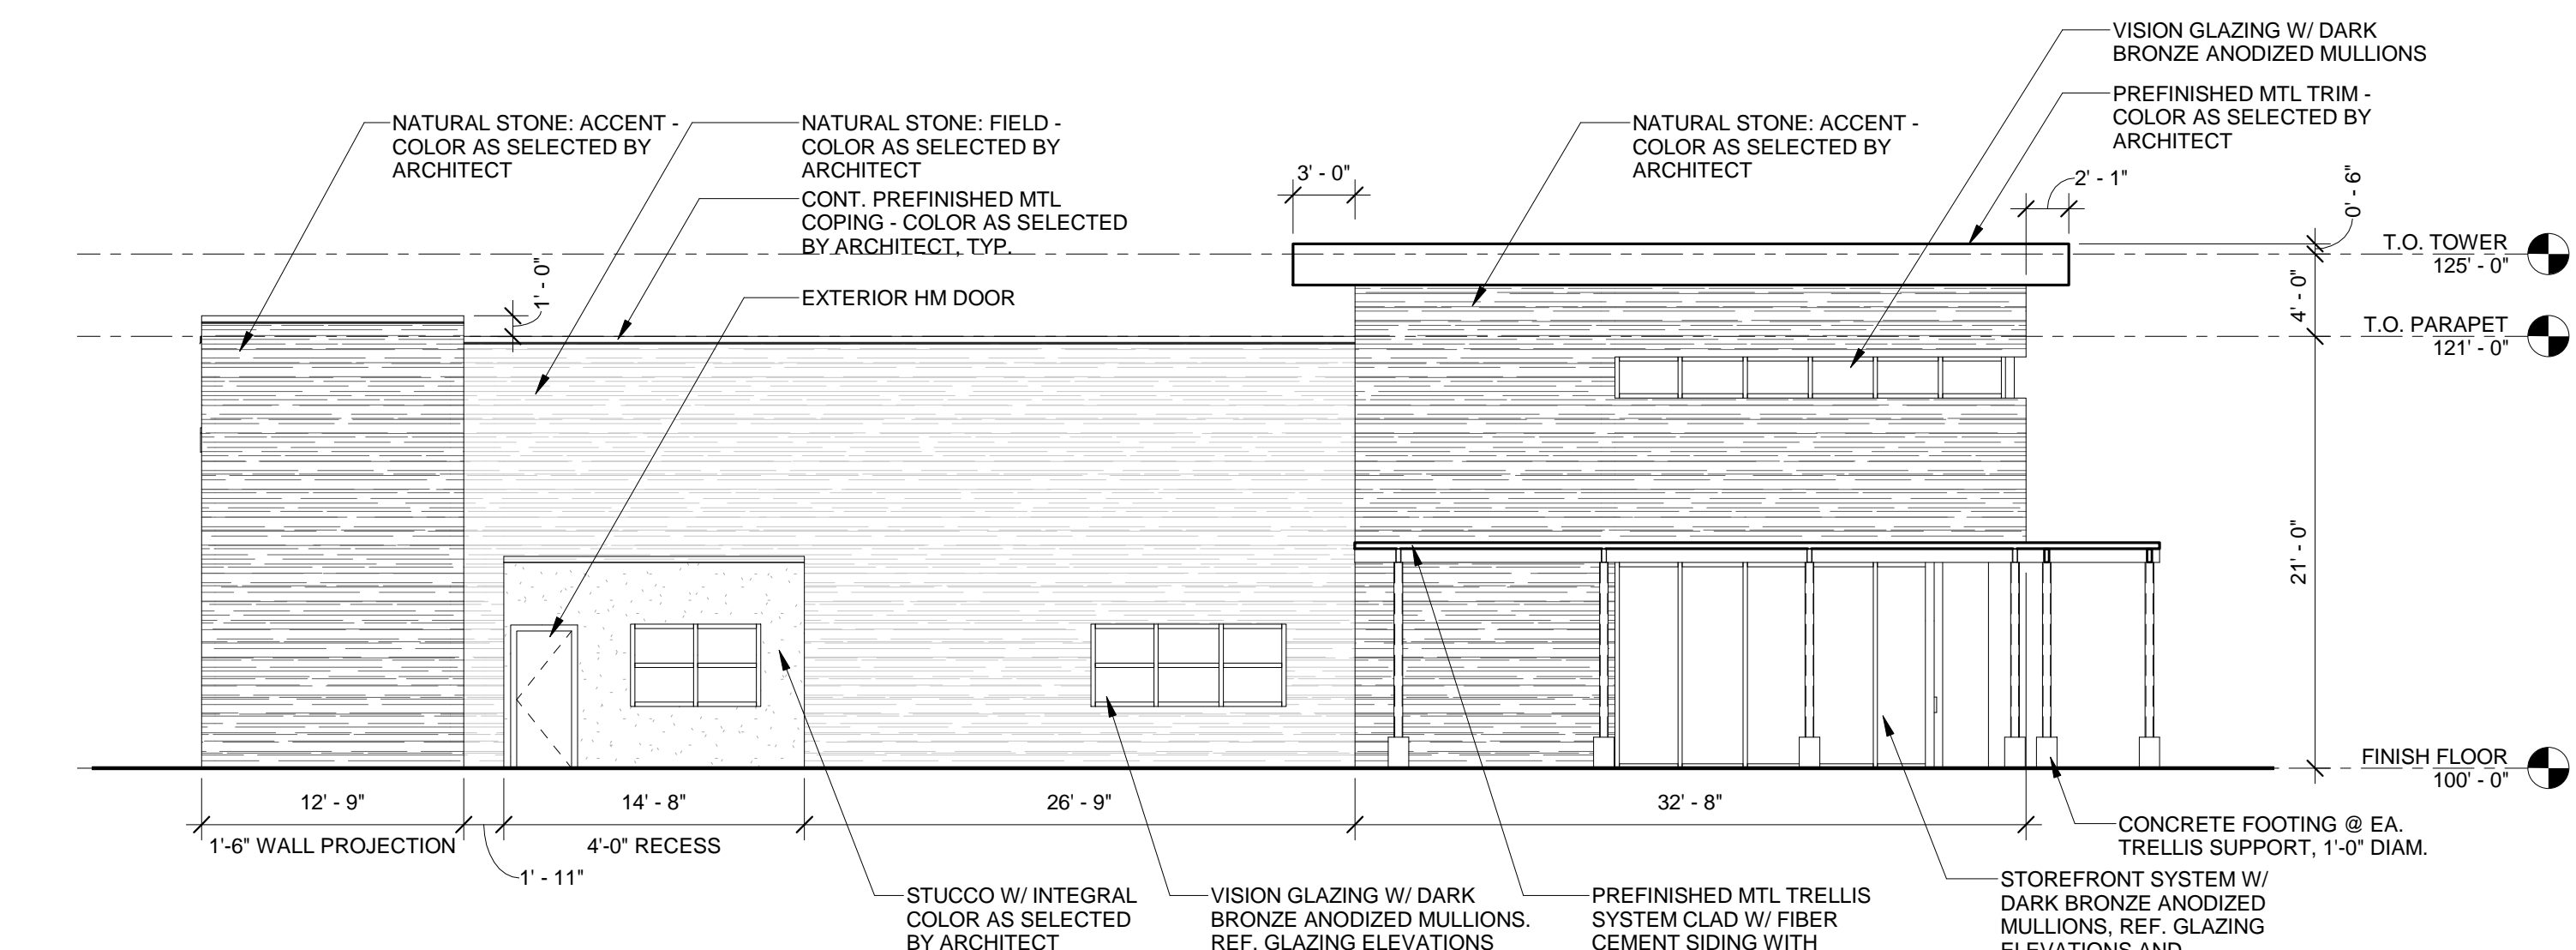 VISION GLAZING W/ DARK
BRONZE ANODIZED MULLIONS
PREFINISHED MTL TRIM -
COLOR AS SELECTED BY
ARCHITECT
NATURAL STONE: ACCENT -
COLOR AS SELECTED BY
ARCHITECT
NATURAL STONE: FIELD -
COLOR AS SELECTED BY
ARCHITECT
CONT. PREFINISHED MTL
COPING - COLOR AS SELECTED
BY ARCHITECT, TYP.
EXTERIOR HM DOOR
NATURAL STONE: ACCENT -
COLOR AS SELECTED BY
ARCHITECT
3' - 0"
2' - 1"
0' - 6"
1' - 0"
T.O. TOWER
125' - 0"
4' - 0"
T.O. PARAPET
121' - 0"
21' - 0"
FINISH FLOOR
100' - 0"
12' - 9"
14' - 8"
26' - 9"
32' - 8"
1'-6" WALL PROJECTION
4'-0" RECESS
1' - 11"
CONCRETE FOOTING @ EA.
TRELLIS SUPPORT, 1'-0" DIAM.
STUCCO W/ INTEGRAL
COLOR AS SELECTED
BY ARCHITECT
VISION GLAZING W/ DARK
BRONZE ANODIZED MULLIONS.
REF. GLAZING ELEVATIONS
PREFINISHED MTL TRELLIS
SYSTEM CLAD W/ FIBER
CEMENT SIDING WITH
STOREFRONT SYSTEM W/
DARK BRONZE ANODIZED
MULLIONS, REF. GLAZING
ELEVATIONS AND